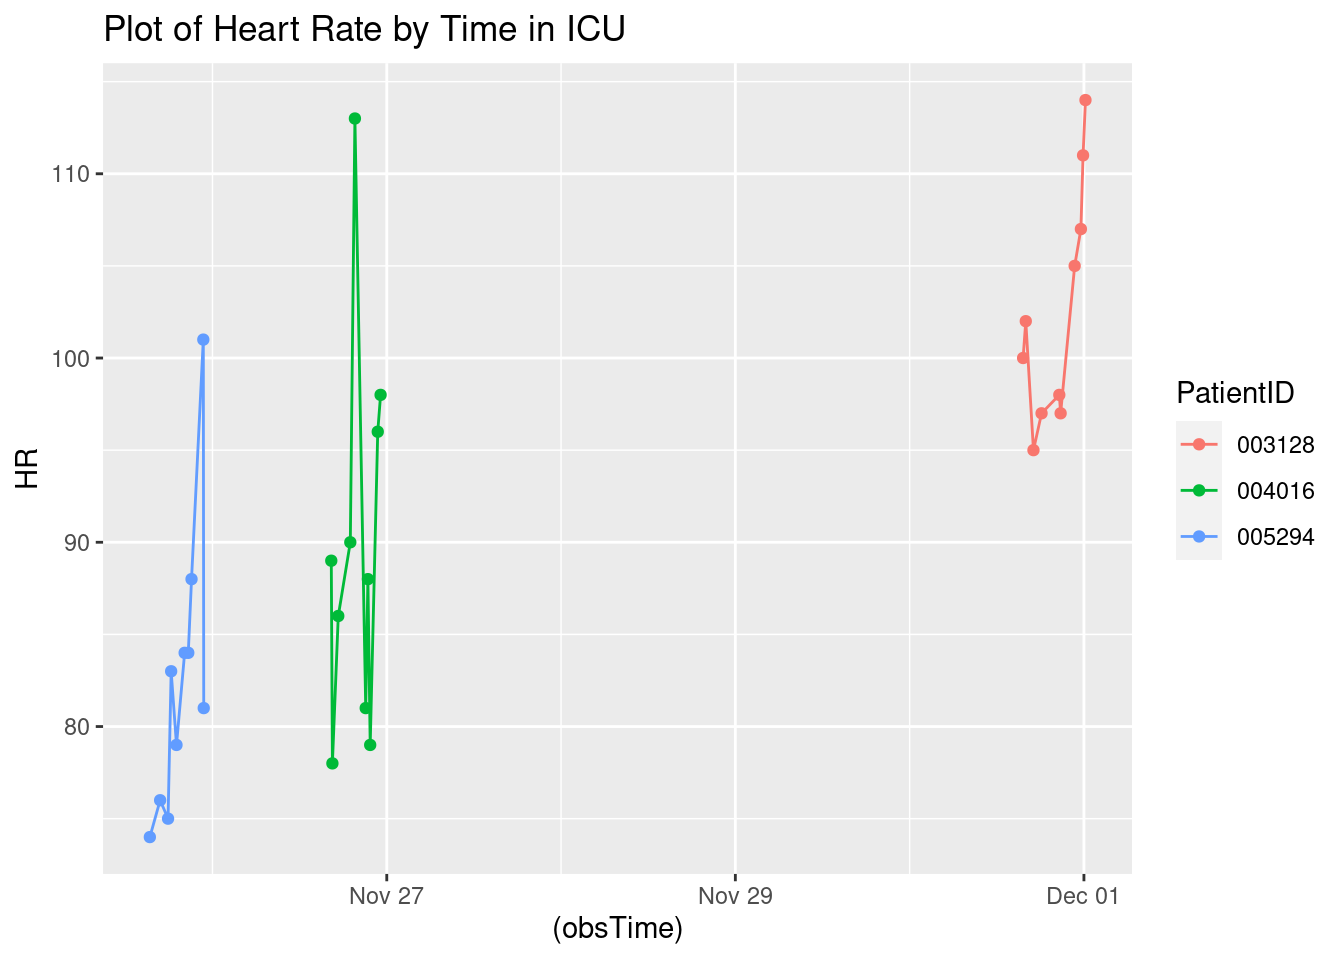 Plot of Heart Rate by Time in ICU
110
100
90
80
HR
Nov 27
Nov 29
Dec 01
(obsTime)
PatientID
003128
004016
005294